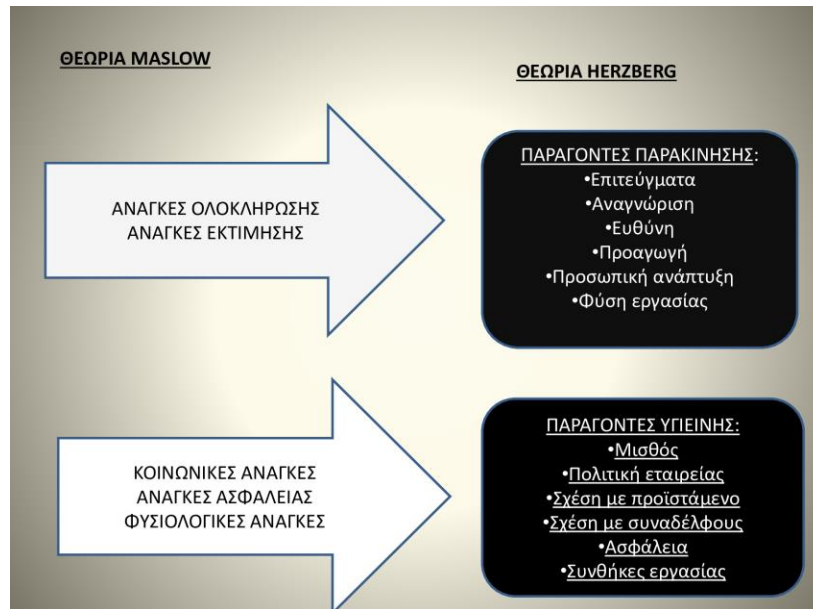 ΘΕΩΡΙΑ MASLOW
ΘΕΩΡΙΑ HERZBERG
ΑΝΑΓΚΕΣ ΟΛΟΚΛΗΡΩΣΗΣ
ΑΝΑΓΚΕΣ ΕΚΤΙΜΗΣΗΣ
ΠΑΡΑΓΟΝΤΕΣ ΠΑΡΑΚΙΝΗΣΗΣ:
•Επιτεύγματα
•Αναγνώριση
•Ευθύνη
•Προαγωγή
•Προσωπική ανάπτυξη
•Φύση εργασίας
ΚΟΙΝΩΝΙΚΕΣ ΑΝΑΓΚΕΣ
ΑΝΑΓΚΕΣ ΑΣΦΑΛΕΙΑΣ
ΦΥΣΙΟΛΟΓΙΚΕΣ ΑΝΑΓΚΕΣ
ΠΑΡΑΓΟΝΤΕΣ ΥΓΙΕΙΝΗΣ:
•Μισθός
•Πολιτική εταιρείας
•Σχέση με προϊστάμενο
•Σχέση με συναδέλφους
•Ασφάλεια
•Συνθήκες εργασίας